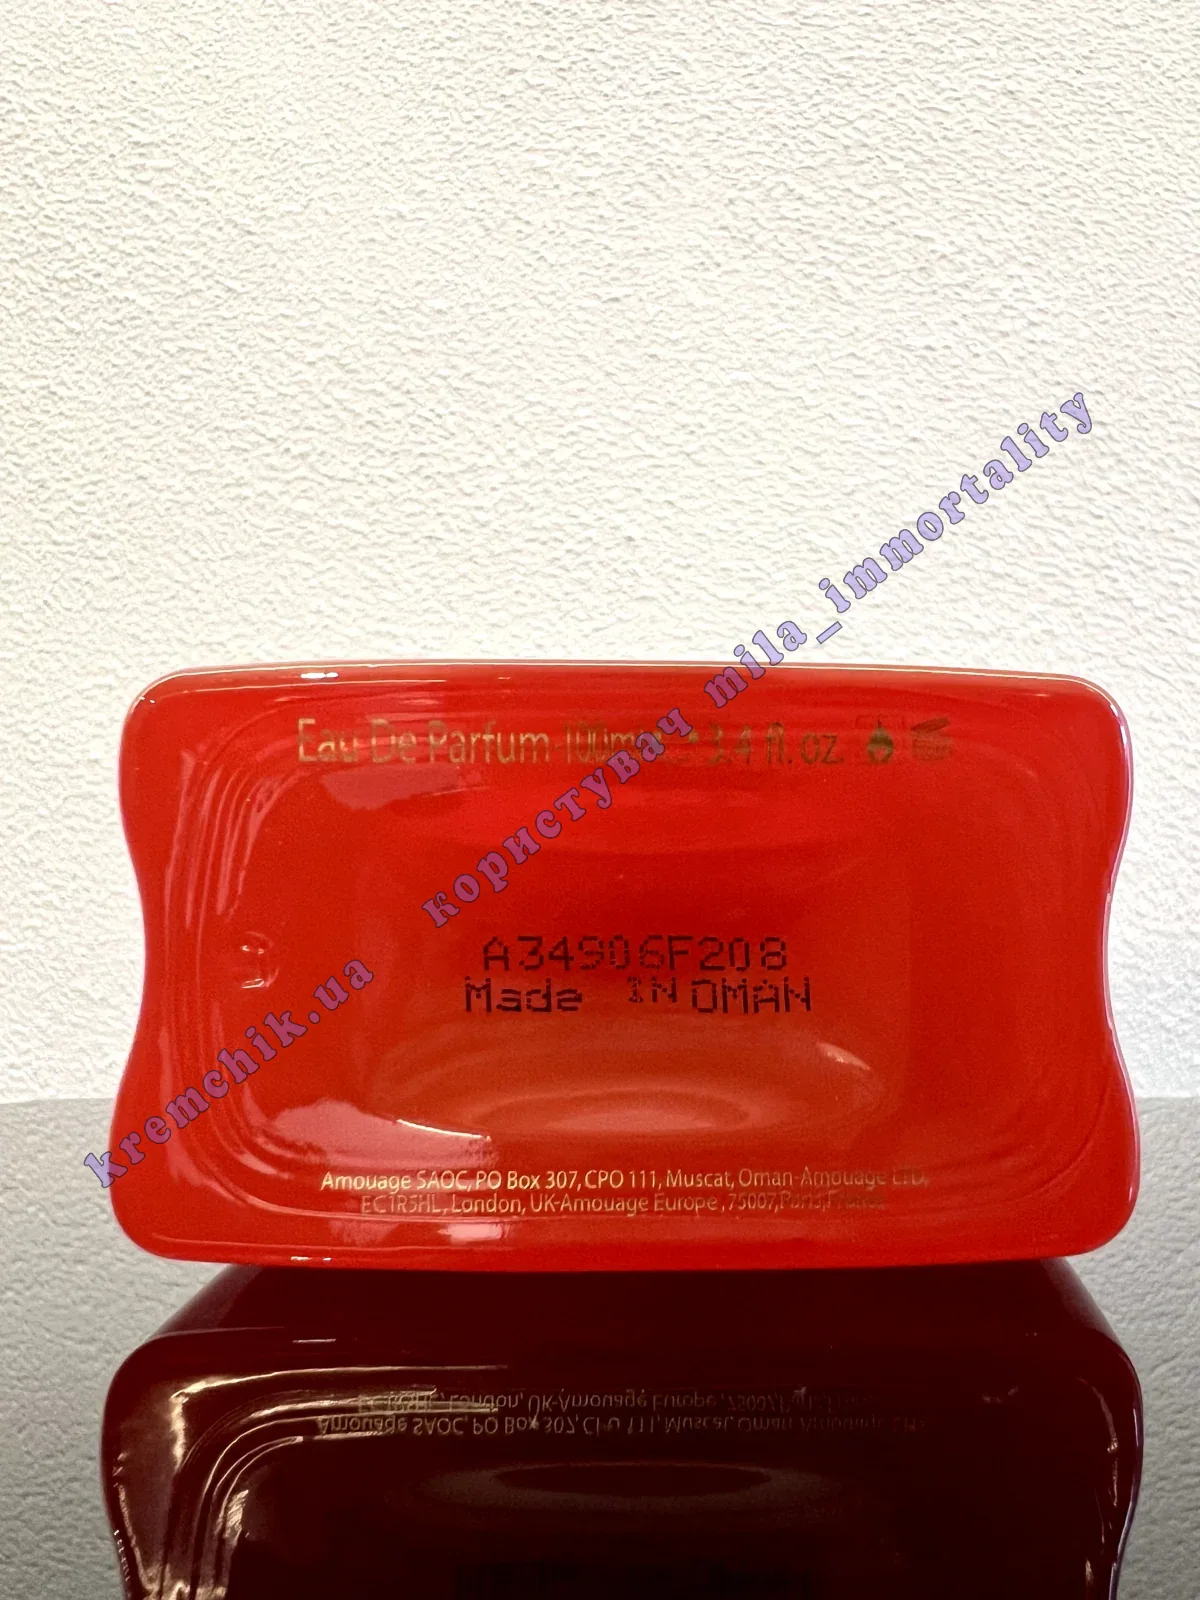 Eau De Parfum 100ml 3.4 fl. oz.
A34906F208
Made IN OMAN
Amouage SAOC, PO Box 307, CPO 111, Muscat, Oman-Amouage LTD,
EC1R5HL, London, UK-Amouage Europe, 75007, Paris, France
kremchik.ua користувач mila_immortality